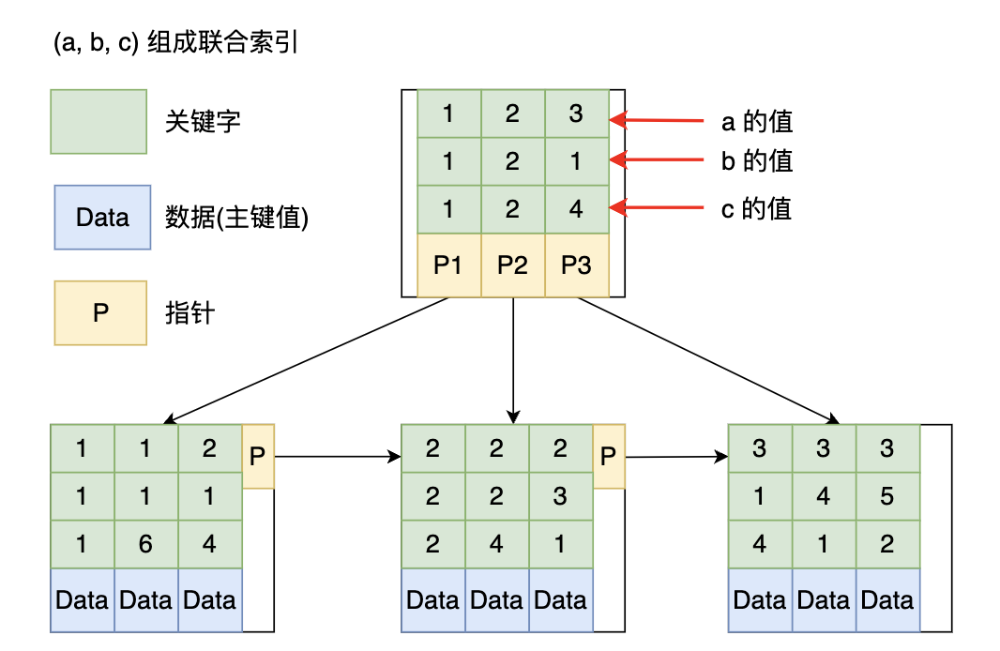 (a, b, c) 组成联合索引
关键字
Data 数据(主键值)
P 指针
1 2 3 a 的值
1 2 1 b 的值
1 2 4 c 的值
P1 P2 P3
1 1 2 P 2 2 2 P 3 3 3
1 1 1 2 2 3 1 4 5
1 6 4 2 4 1 4 1 2
Data Data Data Data Data Data Data Data Data